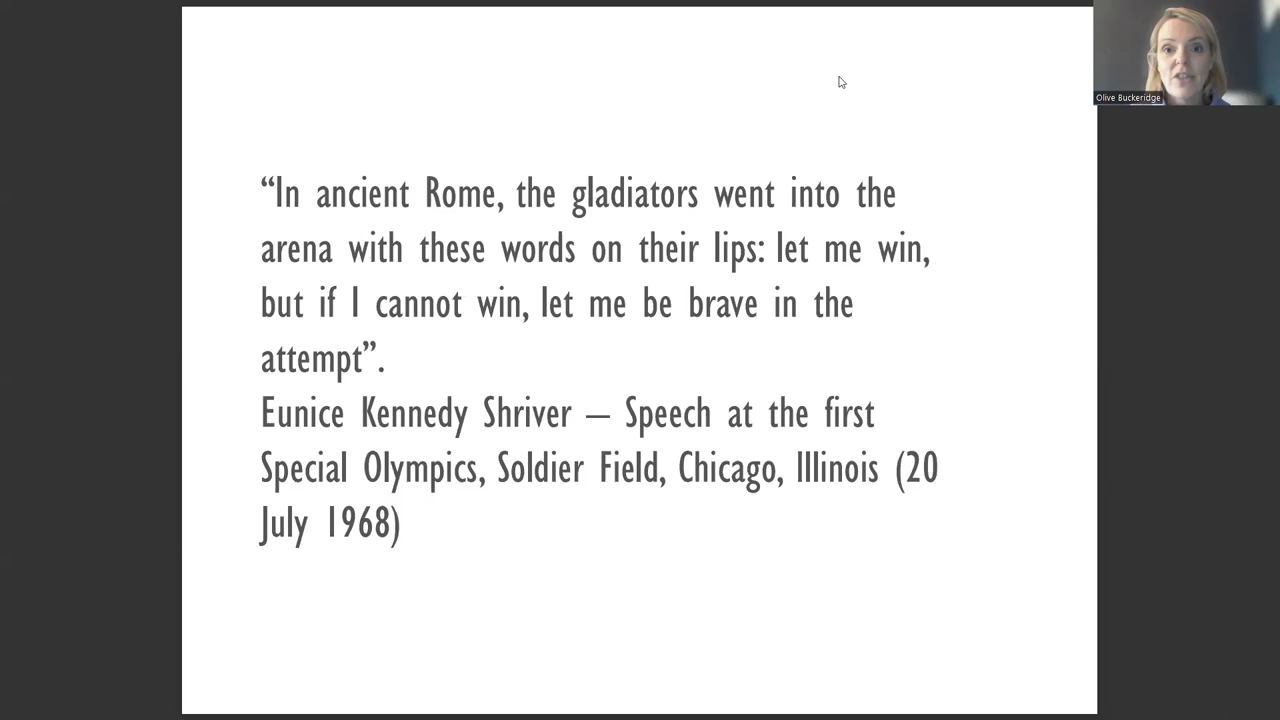 Olive Buckeridge
“In ancient Rome, the gladiators went into the
arena with these words on their lips: let me win,
but if I cannot win, let me be brave in the
attempt”.
Eunice Kennedy Shriver – Speech at the first
Special Olympics, Soldier Field, Chicago, Illinois (20
July 1968)